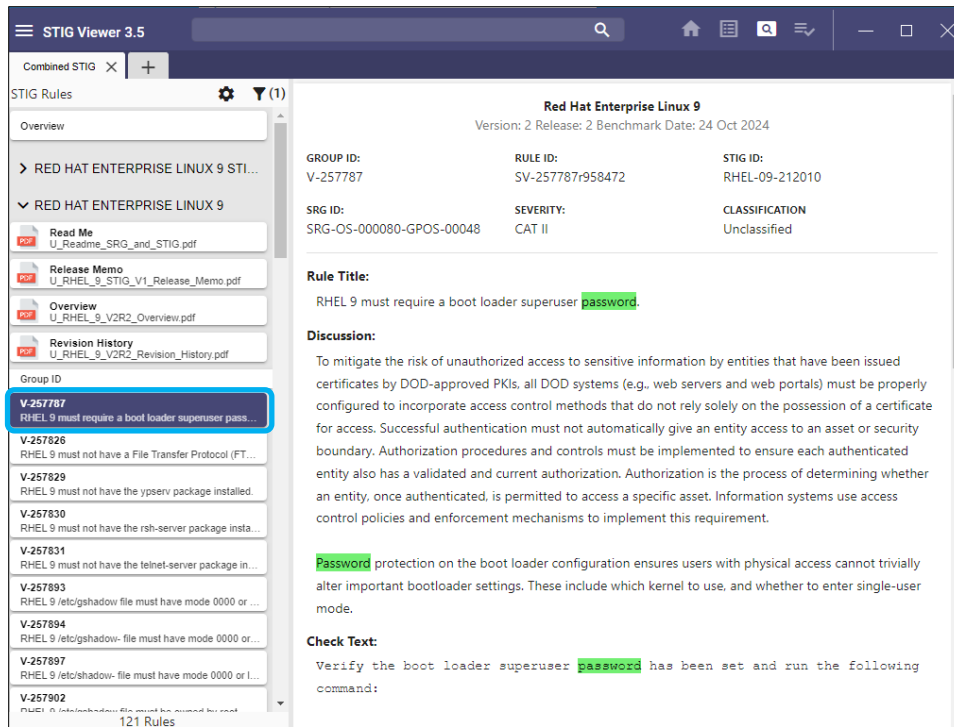 STIG Viewer 3.5
Combined STIG
STIG Rules
(1)
Overview
RED HAT ENTERPRISE LINUX 9 STI...
RED HAT ENTERPRISE LINUX 9
PDF
Read Me
U_Readme_SRG_and_STIG.pdf
PDF
Release Memo
U_RHEL_9_STIG_V1_Release_Memo.pdf
PDF
Overview
U_RHEL_9_V2R2_Overview.pdf
PDF
Revision History
U_RHEL_9_V2R2_Revision_History.pdf
Group ID
V-257787
RHEL 9 must require a boot loader superuser pass...
V-257826
RHEL 9 must not have a File Transfer Protocol (FT...
V-257829
RHEL 9 must not have the ypserv package installed.
V-257830
RHEL 9 must not have the rsh-server package insta...
V-257831
RHEL 9 must not have the telnet-server package in...
V-257893
RHEL 9 /etc/gshadow file must have mode 0000 or ...
V-257894
RHEL 9 /etc/gshadow- file must have mode 0000 or...
V-257897
RHEL 9 /etc/shadow- file must have mode 0000 or l...
V-257902
121 Rules
Red Hat Enterprise Linux 9
Version: 2 Release: 2 Benchmark Date: 24 Oct 2024
GROUP ID: RULE ID: STIG ID:
V-257787 SV-257787r958472 RHEL-09-212010
SRG ID: SEVERITY: CLASSIFICATION
SRG-OS-000080-GPOS-00048 CAT II Unclassified
Rule Title:
RHEL 9 must require a boot loader superuser password.
Discussion:
To mitigate the risk of unauthorized access to sensitive information by entities that have been issued
certificates by DOD-approved PKIs, all DOD systems (e.g., web servers and web portals) must be properly
configured to incorporate access control methods that do not rely solely on the possession of a certificate
for access. Successful authentication must not automatically give an entity access to an asset or security
boundary. Authorization procedures and controls must be implemented to ensure each authenticated
entity also has a validated and current authorization. Authorization is the process of determining whether
an entity, once authenticated, is permitted to access a specific asset. Information systems use access
control policies and enforcement mechanisms to implement this requirement.
Password protection on the boot loader configuration ensures users with physical access cannot trivially
alter important bootloader settings. These include which kernel to use, and whether to enter single-user
mode.
Check Text:
Verify the boot loader superuser password has been set and run the following
command: